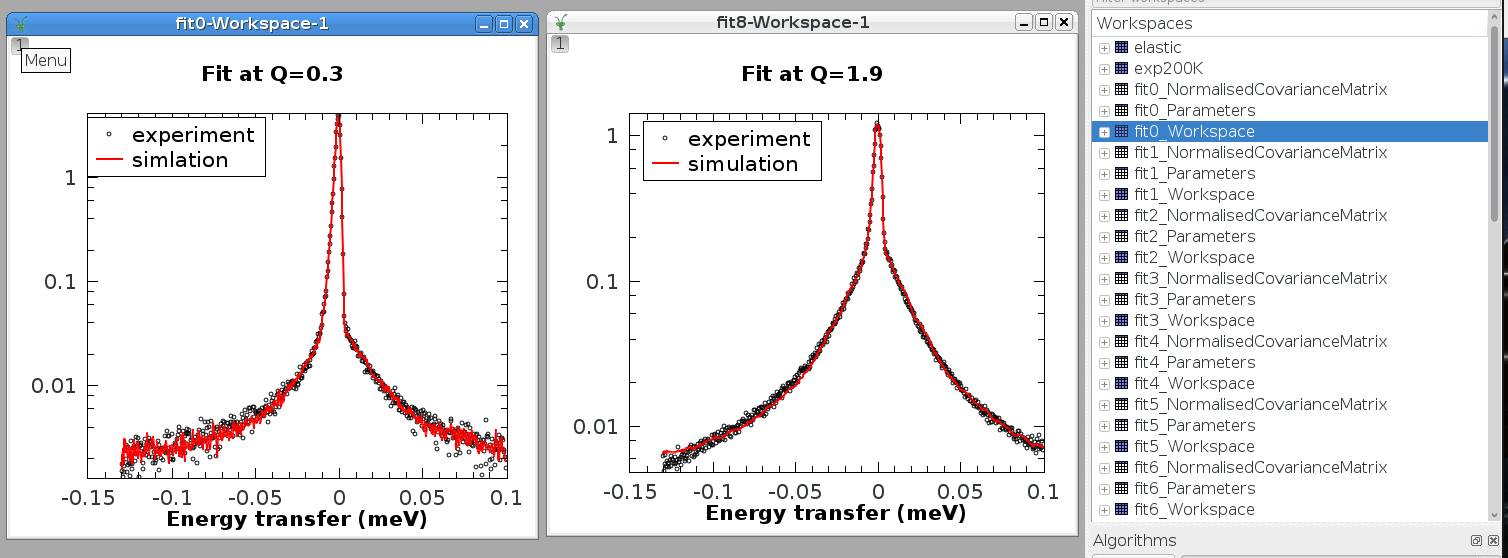 fit0-Workspace-1
1
Menu
Fit at Q=0.3
experiment
simlation
1
0.1
0.01
-0.15 -0.1 -0.05 0 0.05 0.1
Energy transfer (meV)
fit8-Workspace-1
1
Fit at Q=1.9
experiment
simulation
1
0.1
0.01
-0.15 -0.1 -0.05 0 0.05 0.1
Energy transfer (meV)
Workspaces
elastic
exp200K
fit0_NormalisedCovarianceMatrix
fit0_Parameters
fit0_Workspace
fit1_NormalisedCovarianceMatrix
fit1_Parameters
fit1_Workspace
fit2_NormalisedCovarianceMatrix
fit2_Parameters
fit2_Workspace
fit3_NormalisedCovarianceMatrix
fit3_Parameters
fit3_Workspace
fit4_NormalisedCovarianceMatrix
fit4_Parameters
fit4_Workspace
fit5_NormalisedCovarianceMatrix
fit5_Parameters
fit5_Workspace
fit6_NormalisedCovarianceMatrix
fit6_Parameters
fit6_Workspace
Algorithms